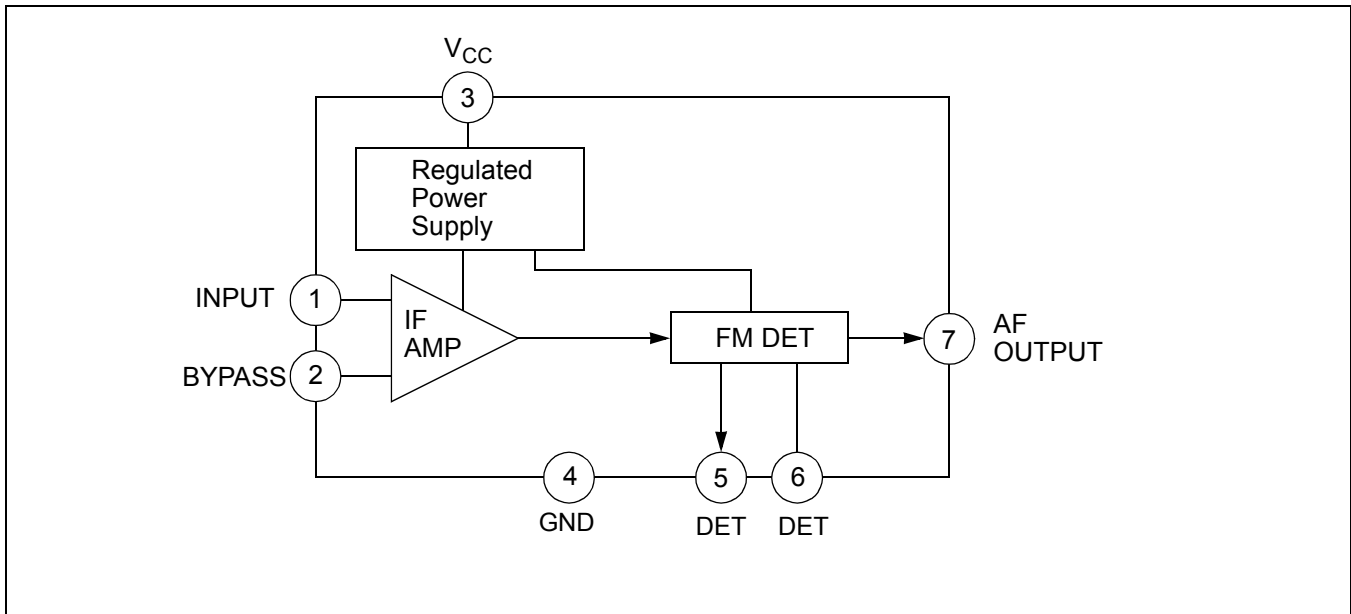 VCC
3
Regulated
Power
Supply
INPUT
1
IF
AMP
FM DET
7
AF
OUTPUT
BYPASS
2
4
5
6
GND
DET
DET